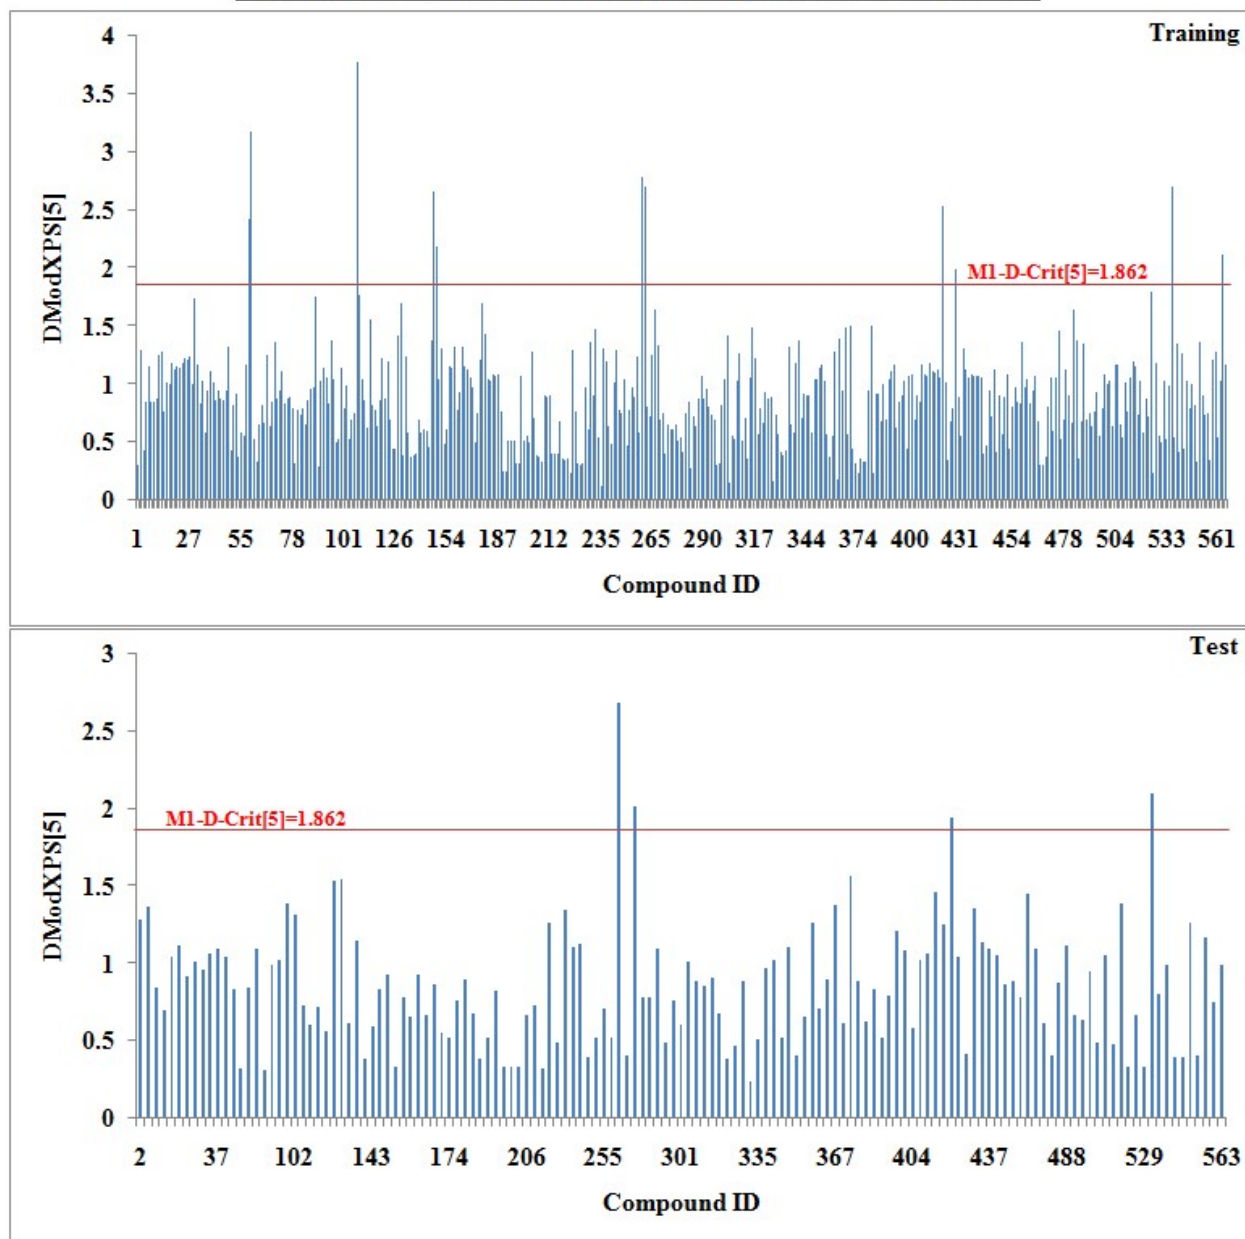 Training
4
3.5
3
2.5
2
1.5
1
0.5
0
DModXPS[5]
M1-D-Crit[5]=1.862
1 27 55 78 101 126 154 187 212 235 265 290 317 344 374 400 431 454 478 504 533 561
Compound ID
Test
3
2.5
2
1.5
1
0.5
0
DModXPS[5]
M1-D-Crit[5]=1.862
2 37 102 143 174 206 255 301 335 367 404 437 488 529 563
Compound ID